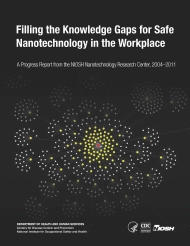 Filling the Knowledge Gaps for Safe
Nanotechnology in the Workplace
A Progress Report from the NIOSH Nanotechnology Research Center, 2004–2011
DEPARTMENT OF HEALTH AND HUMAN SERVICES
Centers for Disease Control and Prevention
National Institute for Occupational Safety and Health
CDC
NIOSH